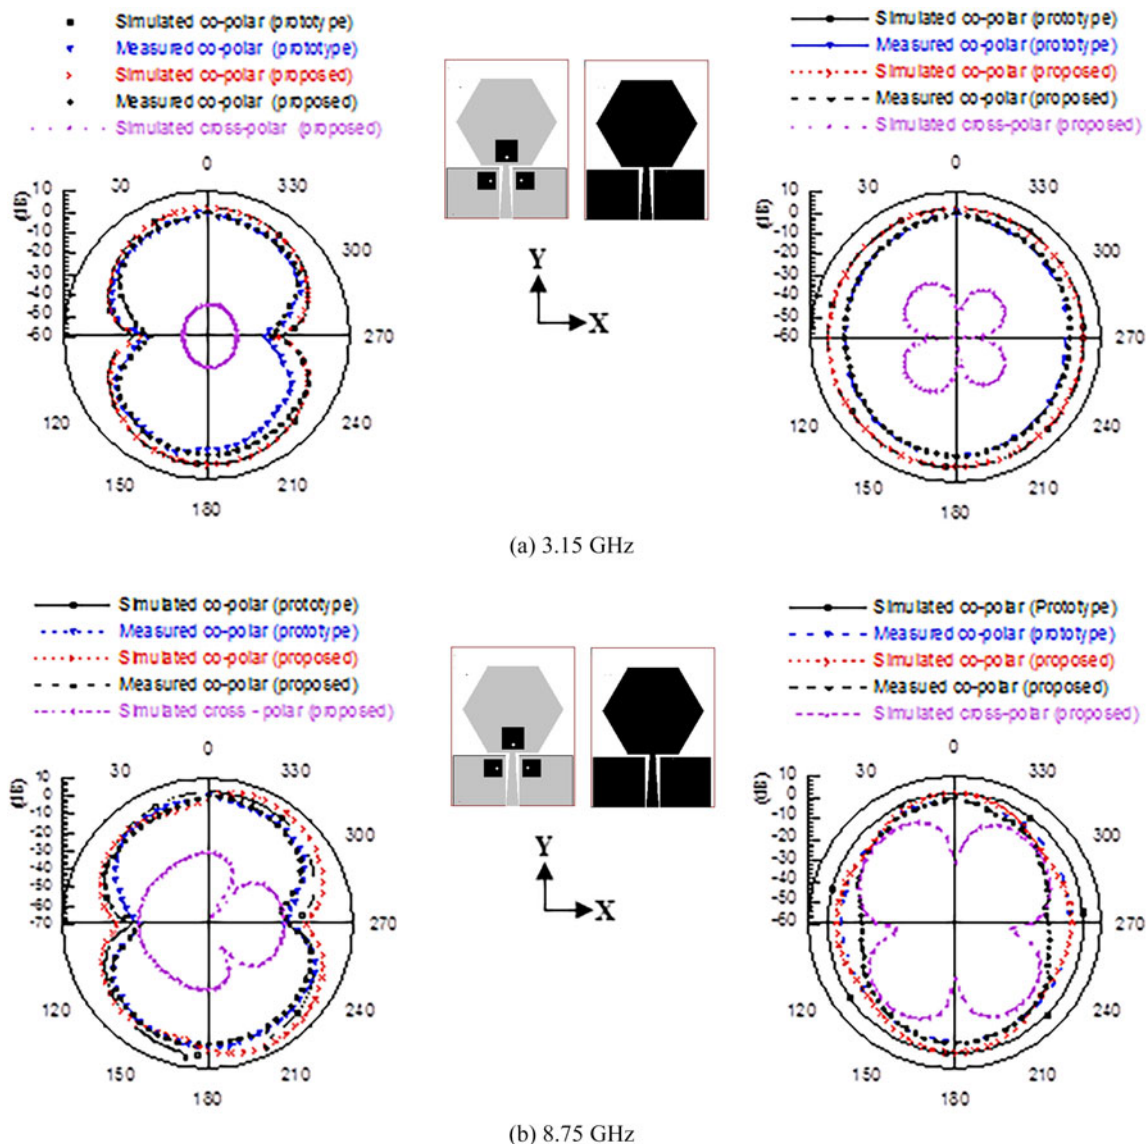 Simulated co-polar (prototype)
Measured co-polar (prototype)
Simulated co-polar (proposed)
Measured co-polar (proposed)
Simulated cross-polar (proposed)
0
30
330
300
270
240
210
180
150
120
10
0
-10
-20
-30
-40
-50
-60
(dB)
Y
X
Simulated co-polar (prototype)
Measured co-polar (prototype)
Simulated co-polar (proposed)
Measured co-polar (proposed)
Simulated cross-polar (proposed)
0
30
330
300
270
240
210
180
150
120
10
0
-10
-20
-30
-40
-50
-60
(dB)
(a) 3.15 GHz
Simulated co-polar (prototype)
Measured co-polar (prototype)
Simulated co-polar (proposed)
Measured co-polar (proposed)
Simulated cross - polar (proposed)
0
30
330
300
270
240
210
180
150
120
10
0
-10
-20
-30
-40
-50
-60
-70
(dB)
Y
X
Simulated co-polar (Prototype)
Measured co-polar (prototype)
Simulated co-polar (proposed)
Measued co-polar (proposed)
Simulated cross-polar (proposed)
0
30
330
300
270
240
210
180
150
120
10
0
-10
-20
-30
-40
-50
-60
(dB)
(b) 8.75 GHz